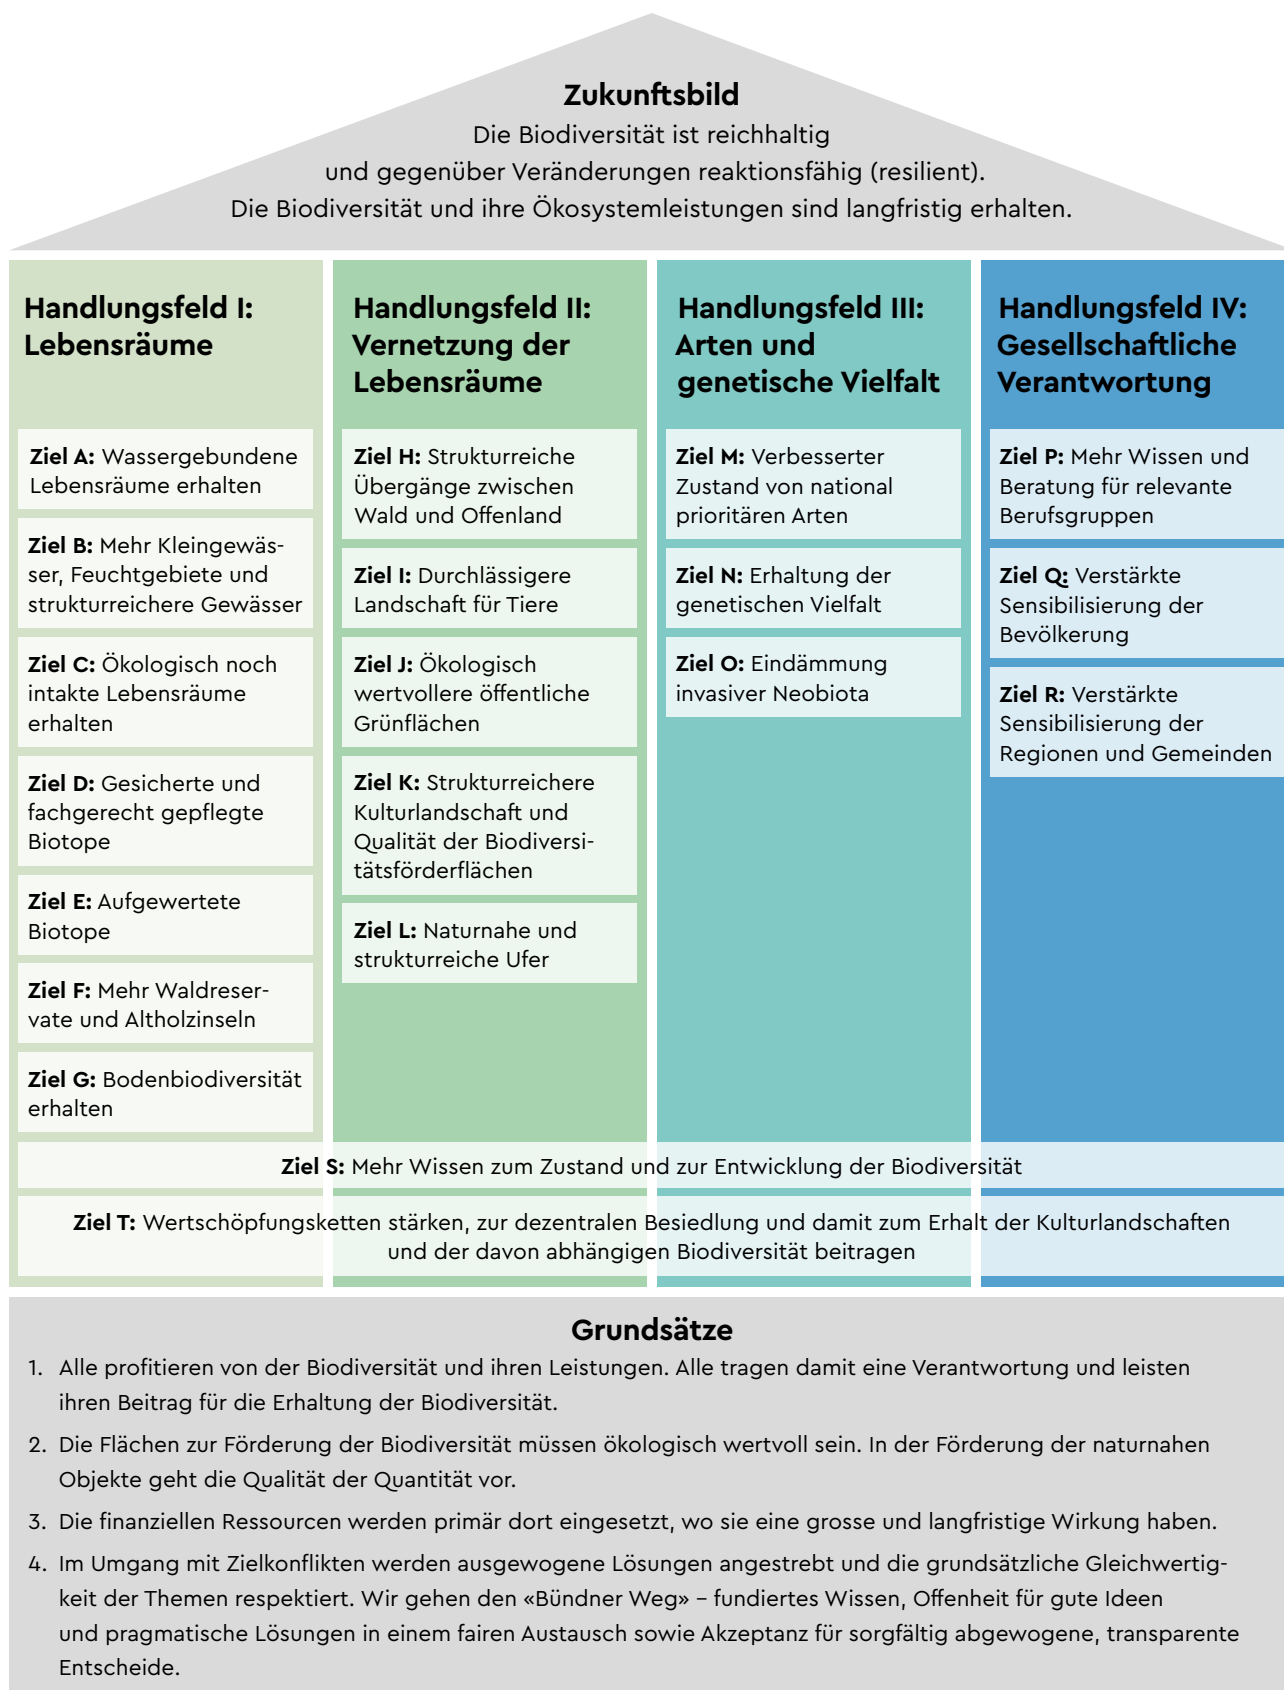 Zukunftsbild
Die Biodiversität ist reichhaltig
und gegenüber Veränderungen reaktionsfähig (resilient).
Die Biodiversität und ihre Ökosystemleistungen sind langfristig erhalten.
Handlungsfeld I:
Lebensräume
Ziel A: Wassergebundene
Lebensräume erhalten
Ziel B: Mehr Kleingewäs-
ser, Feuchtgebiete und
strukturreichere Gewässer
Ziel C: Ökologisch noch
intakte Lebensräume
erhalten
Ziel D: Gesicherte und
fachgerecht gepflegte
Biotope
Ziel E: Aufgewertete
Biotope
Ziel F: Mehr Waldreser-
vate und Altholzinseln
Ziel G: Bodenbiodiversität
erhalten
Handlungsfeld II:
Vernetzung der
Lebensräume
Ziel H: Strukturreiche
Übergänge zwischen
Wald und Offenland
Ziel I: Durchlässigere
Landschaft für Tiere
Ziel J: Ökologisch
wertvollere öffentliche
Grünflächen
Ziel K: Strukturreichere
Kulturlandschaft und
Qualität der Biodiversi-
tätsförderflächen
Ziel L: Naturnahe und
strukturreiche Ufer
Handlungsfeld III:
Arten und
genetische Vielfalt
Ziel M: Verbesserter
Zustand von national
prioritären Arten
Ziel N: Erhaltung der
genetischen Vielfalt
Ziel O: Eindämmung
invasiver Neobiota
Handlungsfeld IV:
Gesellschaftliche
Verantwortung
Ziel P: Mehr Wissen und
Beratung für relevante
Berufsgruppen
Ziel Q: Verstärkte
Sensibilisierung der
Bevölkerung
Ziel R: Verstärkte
Sensibilisierung der
Regionen und Gemeinden
Ziel S: Mehr Wissen zum Zustand und zur Entwicklung der Biodiversität
Ziel T: Wertschöpfungsketten stärken, zur dezentralen Besiedlung und damit zum Erhalt der Kulturlandschaften
und der davon abhängigen Biodiversität beitragen
Grundsätze
1. Alle profitieren von der Biodiversität und ihren Leistungen. Alle tragen damit eine Verantwortung und leisten
ihren Beitrag für die Erhaltung der Biodiversität.
2. Die Flächen zur Förderung der Biodiversität müssen ökologisch wertvoll sein. In der Förderung der naturnahen
Objekte geht die Qualität der Quantität vor.
3. Die finanziellen Ressourcen werden primär dort eingesetzt, wo sie eine grosse und langfristige Wirkung haben.
4. Im Umgang mit Zielkonflikten werden ausgewogene Lösungen angestrebt und die grundsätzliche Gleichwertig-
keit der Themen respektiert. Wir gehen den «Bündner Weg» – fundiertes Wissen, Offenheit für gute Ideen
und pragmatische Lösungen in einem fairen Austausch sowie Akzeptanz für sorgfältig abgewogene, transparente
Entscheide.